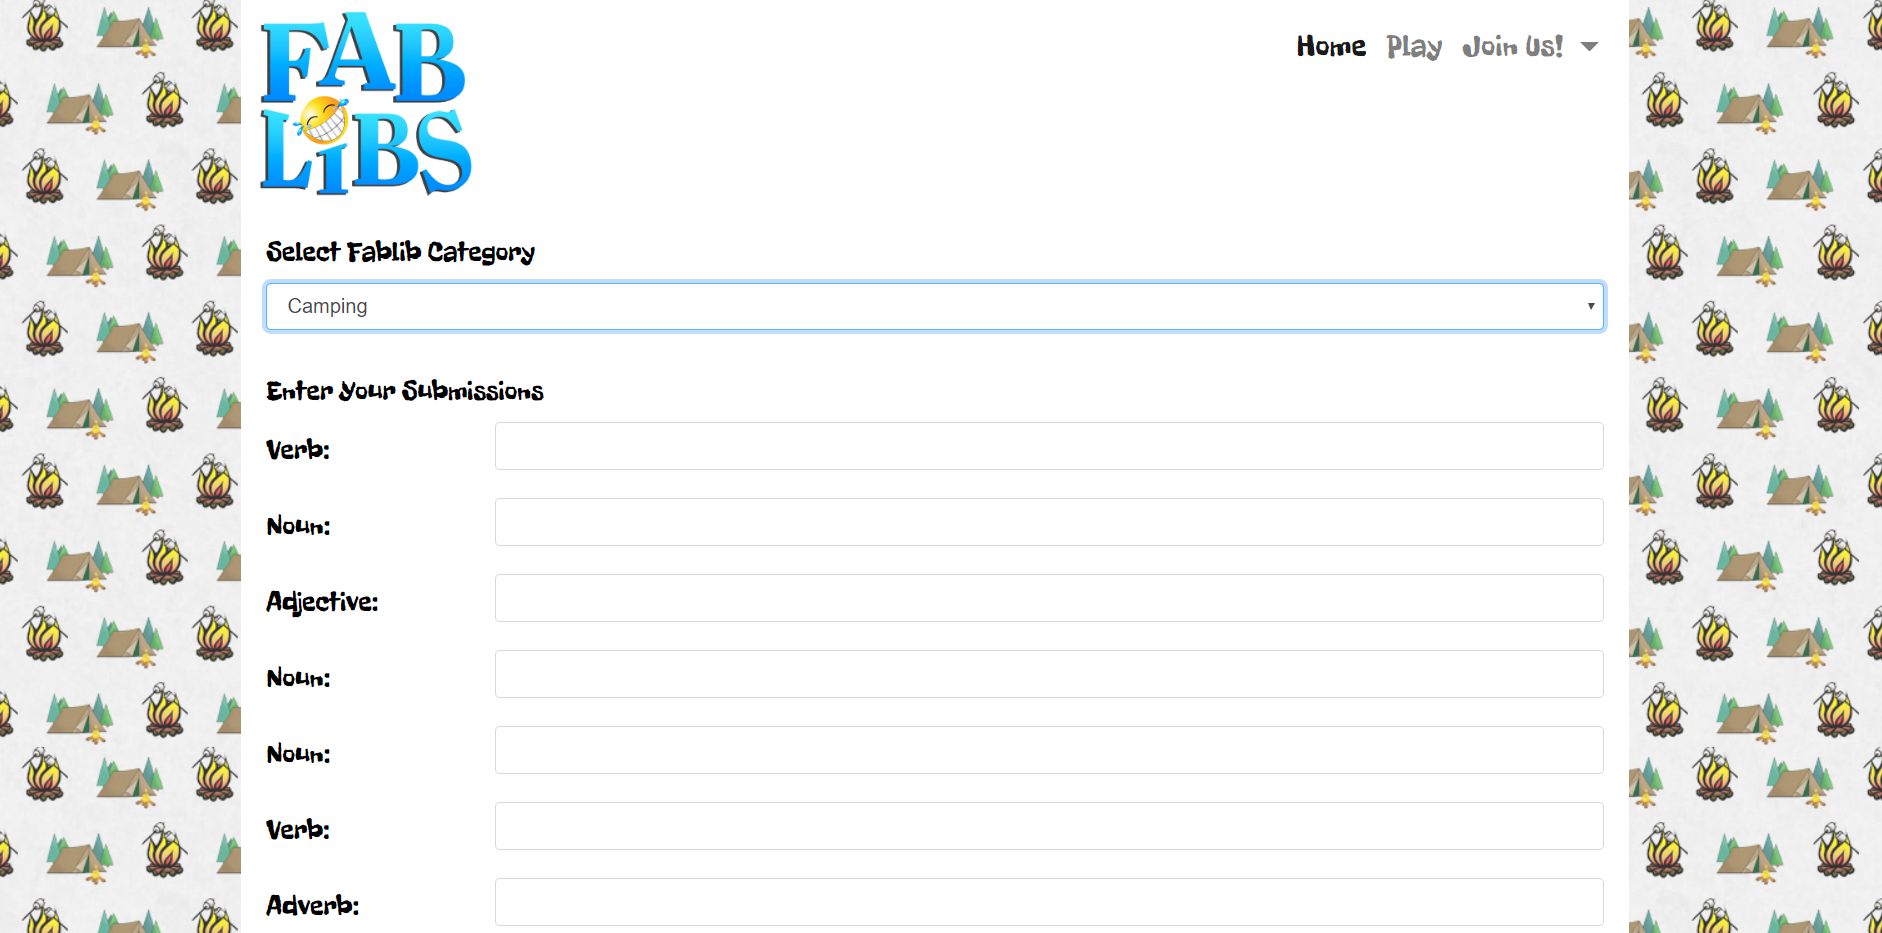 FAB
LIBS
Home Play Join Us!
Select Fablib Category
Camping
Enter Your Submissions
Verb:
Noun:
Adjective:
Noun:
Noun:
Verb:
Adverb: